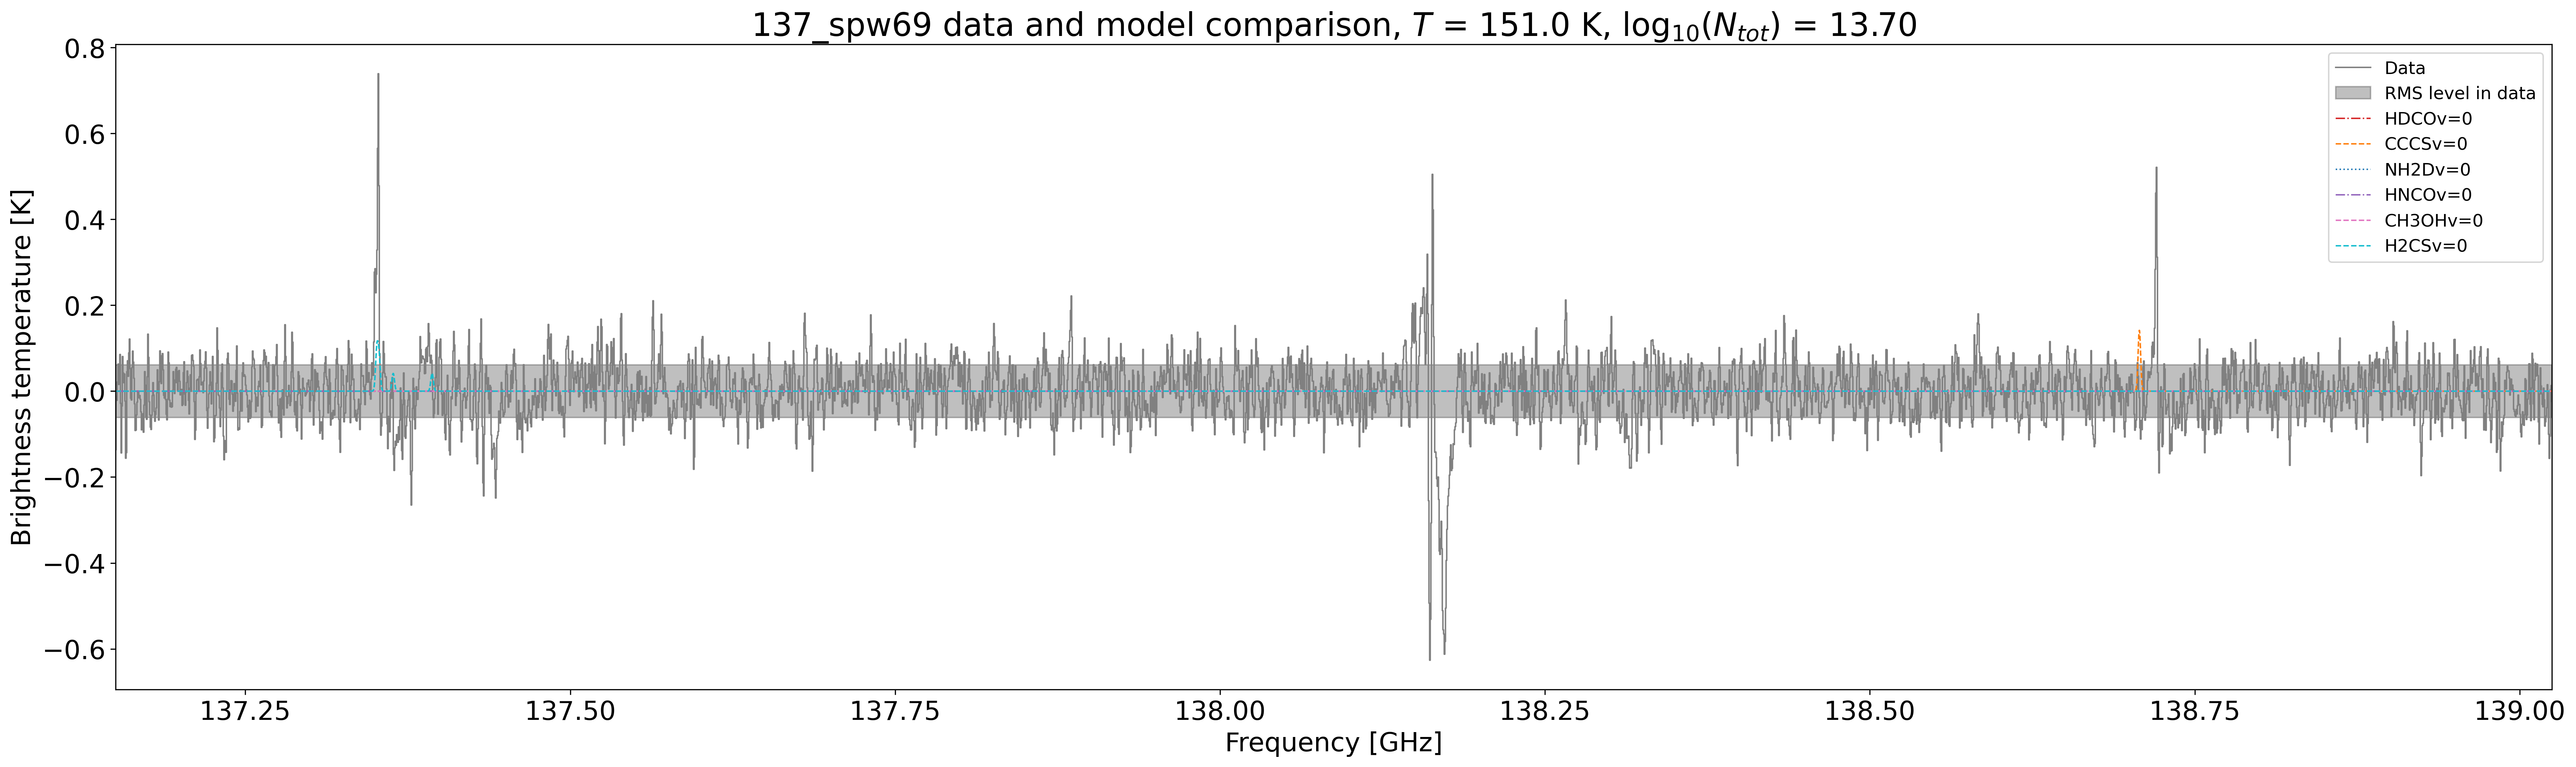 137_spw69 data and model comparison, T = 151.0 K, log₁₀(Nₜₒₜ) = 13.70
0.8
0.6
0.4
0.2
0.0
−0.2
−0.4
−0.6
Brightness temperature [K]
Data
RMS level in data
HDCOv=0
CCCSv=0
NH2Dv=0
HNCOv=0
CH3OHv=0
H2CSv=0
137.25 137.50 137.75 138.00 138.25 138.50 138.75 139.00
Frequency [GHz]